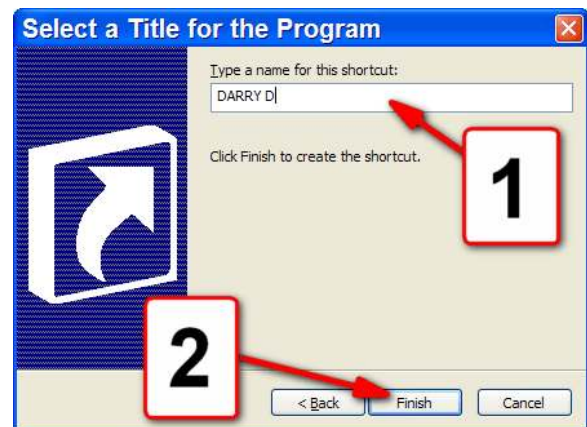 Select a Title for the Program
Type a name for this shortcut:
DARRY D
Click Finish to create the shortcut.
1
2
< Back Finish Cancel